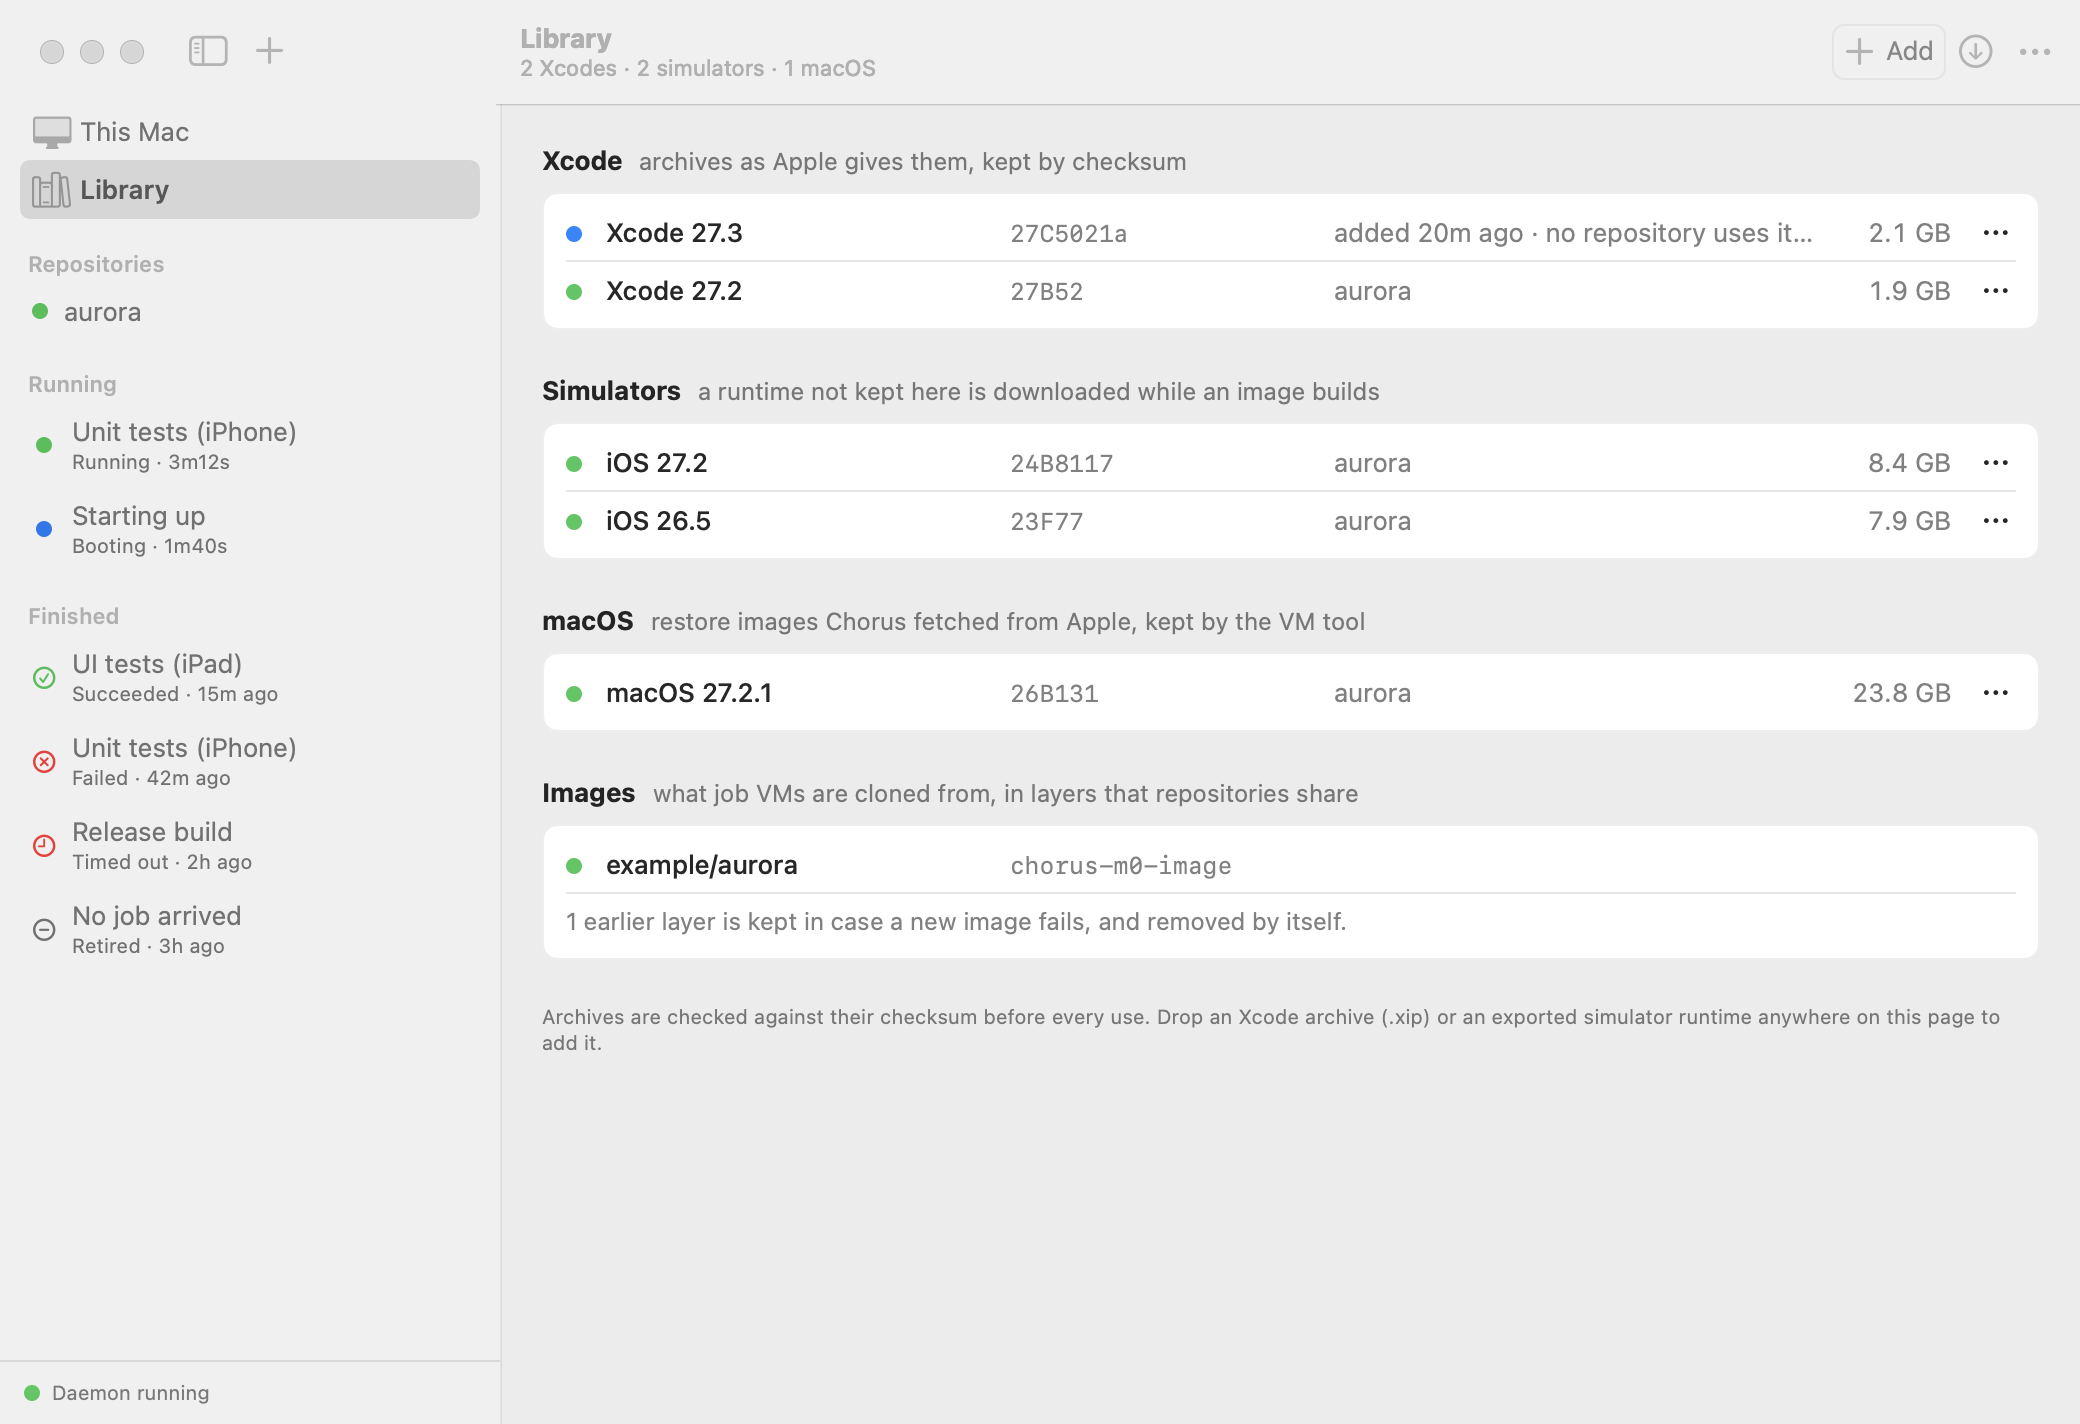 Library
2 Xcodes · 2 simulators · 1 macOS
Add
This Mac
Library
Repositories
aurora
Running
Unit tests (iPhone)
Running · 3m12s
Starting up
Booting · 1m40s
Finished
UI tests (iPad)
Succeeded · 15m ago
Unit tests (iPhone)
Failed · 42m ago
Release build
Timed out · 2h ago
No job arrived
Retired · 3h ago
Daemon running
Xcode archives as Apple gives them, kept by checksum
Xcode 27.3 27C5021a added 20m ago · no repository uses it... 2.1 GB
Xcode 27.2 27B52 aurora 1.9 GB
Simulators a runtime not kept here is downloaded while an image builds
iOS 27.2 24B8117 aurora 8.4 GB
iOS 26.5 23F77 aurora 7.9 GB
macOS restore images Chorus fetched from Apple, kept by the VM tool
macOS 27.2.1 26B131 aurora 23.8 GB
Images what job VMs are cloned from, in layers that repositories share
example/aurora chorus-m0-image
1 earlier layer is kept in case a new image fails, and removed by itself.
Archives are checked against their checksum before every use. Drop an Xcode archive (.xip) or an exported simulator runtime anywhere on this page to
add it.